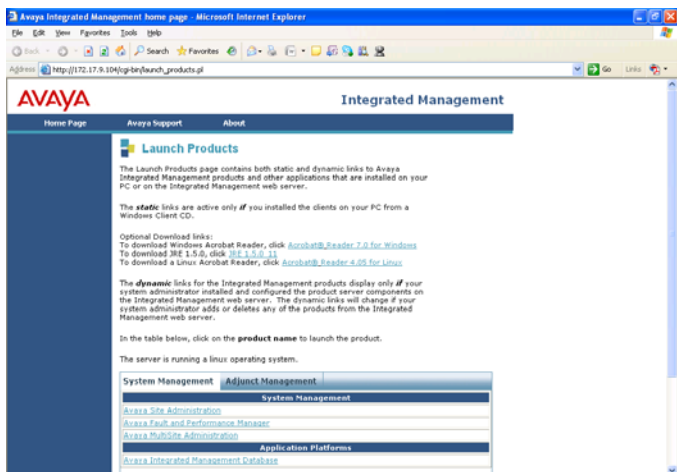 Avaya Integrated Management home page - Microsoft Internet Explorer
File Edit View Favorites Tools Help
Back Search Favorites
Address http://172.17.9.104/cgi-bin/launch_products.pl Go Links
AVAYA
Integrated Management
Home Page Avaya Support About
Launch Products
The Launch Products page contains both static and dynamic links to Avaya
Integrated Management products and other applications that are installed on your
PC or on the Integrated Management web server.
The static links are active only if you installed the clients on your PC from a
Windows Client CD.
Optional Download links:
To download Windows Acrobat Reader, click Acrobat®_Reader 7.0 for Windows
To download JRE 1.5.0, click JRE 1.5.0_11
To download a Linux Acrobat Reader, click Acrobat®_Reader 4.05 for Linux
The dynamic links for the Integrated Management products display only if your
system administrator installed and configured the product server components on
the Integrated Management web server. The dynamic links will change if your
system administrator adds or deletes any of the products from the Integrated
Management web server.
In the table below, click on the product name to launch the product.
The server is running a linux operating system.
System Management Adjunct Management
System Management
Avaya Site Administration
Avaya Fault and Performance Manager
Avaya MultiSite Administration
Application Platforms
Avaya Integrated Management Database